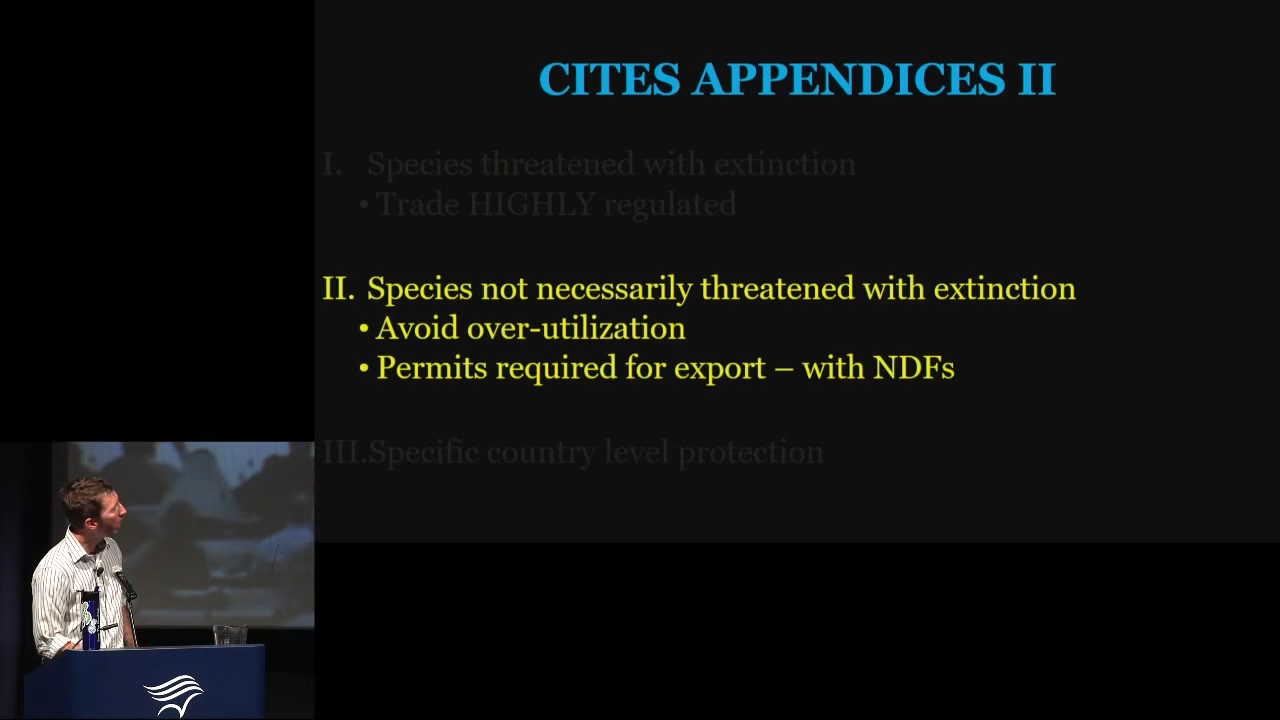 CITES APPENDICES II
I. Species threatened with extinction
• Trade HIGHLY regulated
II. Species not necessarily threatened with extinction
• Avoid over-utilization
• Permits required for export – with NDFs
III.Specific country level protection